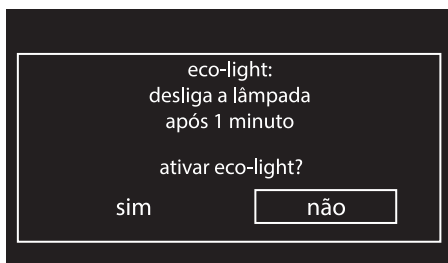 eco-light:
desliga a lâmpada
após 1 minuto
ativar eco-light?
sim não